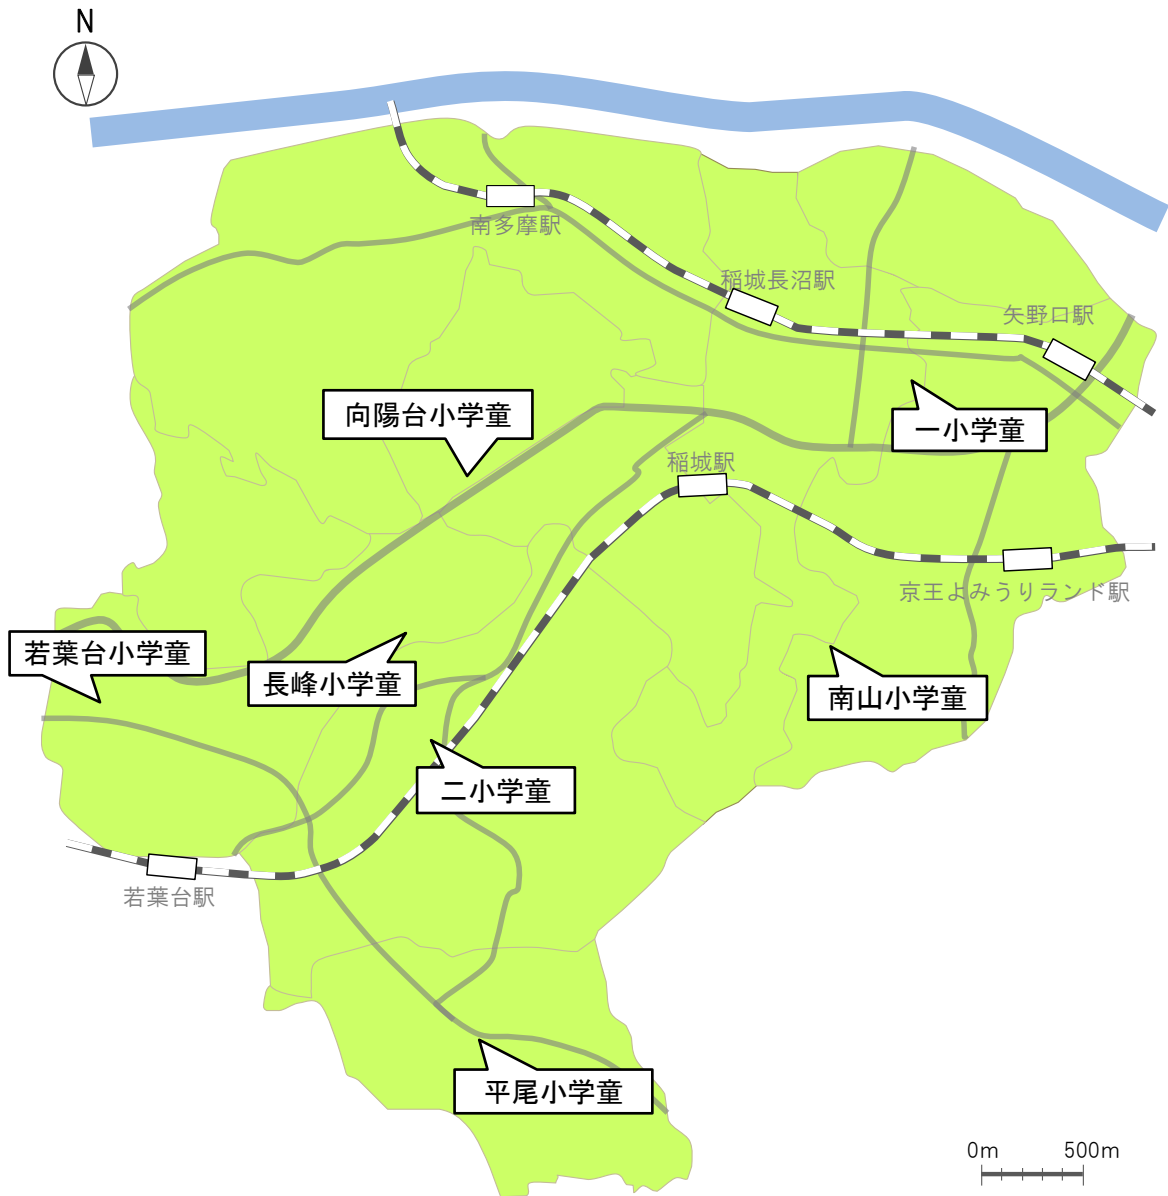 N
南多摩駅
稲城長沼駅
矢野口駅
向陽台小学童
一小学童
稲城駅
京王よみうりランド駅
若葉台小学童
長峰小学童
南山小学童
二小学童
若葉台駅
平尾小学童
0m 500m